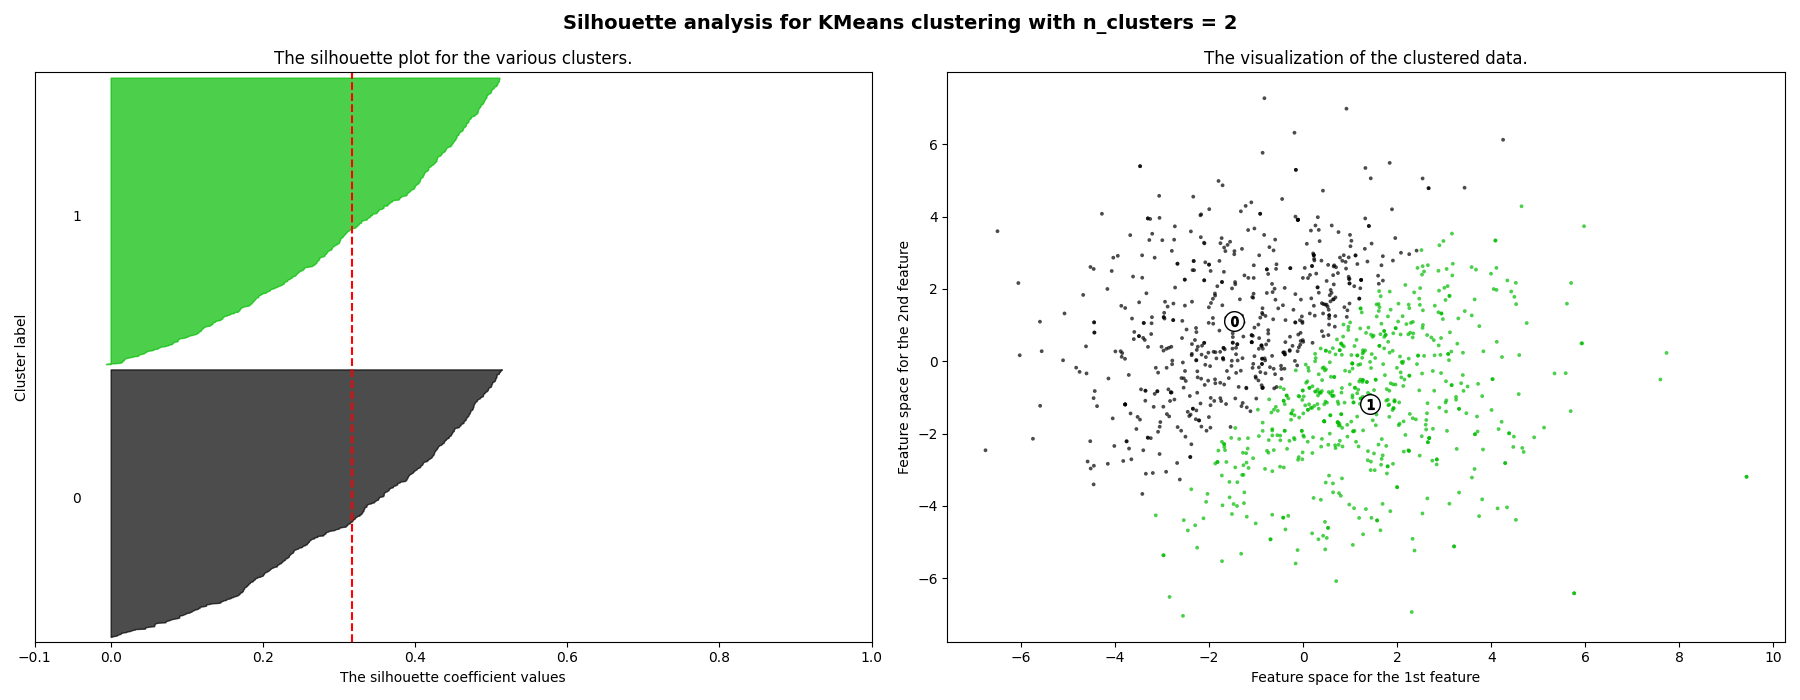 Silhouette analysis for KMeans clustering with n_clusters = 2
The silhouette plot for the various clusters.
1
0
Cluster label
−0.1 0.0 0.2 0.4 0.6 0.8 1.0
The silhouette coefficient values
The visualization of the clustered data.
6
4
2
0
−2
−4
−6
Feature space for the 2nd feature
0
1
−6 −4 −2 0 2 4 6 8 10
Feature space for the 1st feature